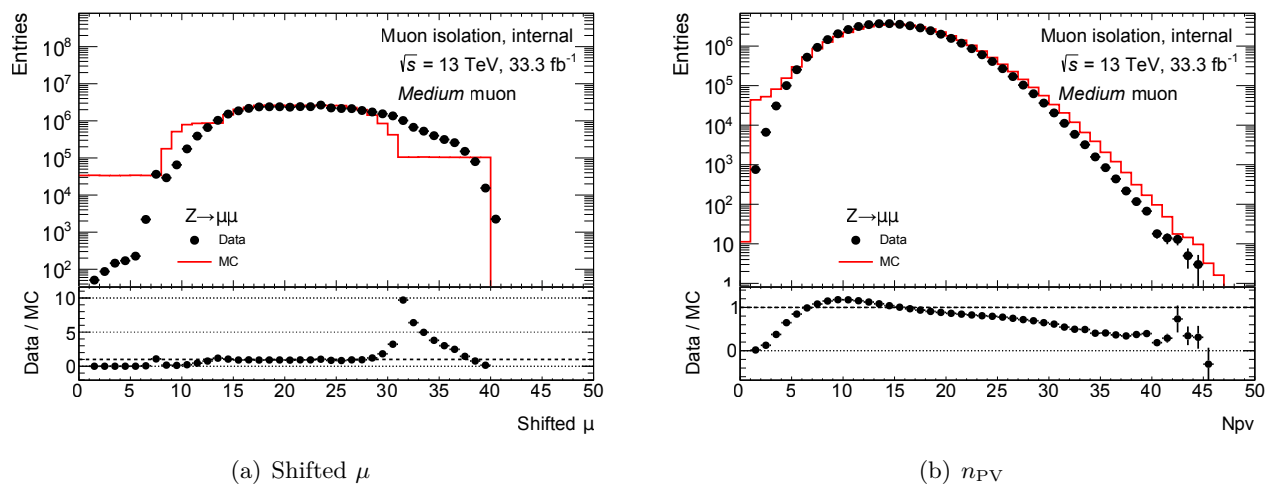 Entries
10⁸
10⁷
10⁶
10⁵
10⁴
10³
10²
Muon isolation, internal
√s = 13 TeV, 33.3 fb⁻¹
Medium muon
Z→μμ
Data
MC
Data / MC
10
5
0
0 5 10 15 20 25 30 35 40 45 50
Shifted μ
(a) Shifted μ
Entries
10⁶
10⁵
10⁴
10³
10²
10
1
Muon isolation, internal
√s = 13 TeV, 33.3 fb⁻¹
Medium muon
Z→μμ
Data
MC
Data / MC
1
0
0 5 10 15 20 25 30 35 40 45 50
Npv
(b) nPV